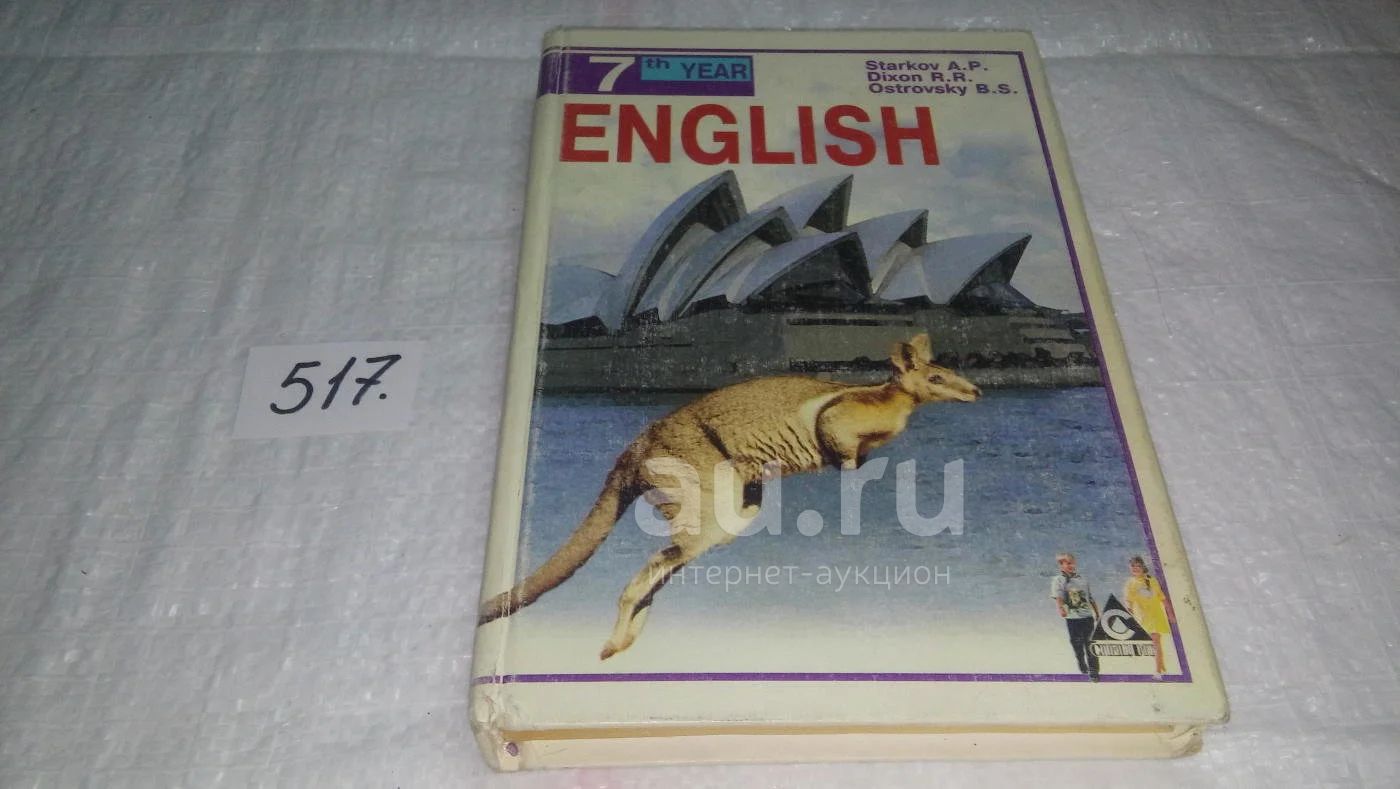 7th YEAR
Starkov A.P.
Dixon R.R.
Ostrovsky B.S.
ENGLISH
517.
au.ru
интернет-аукцион
C